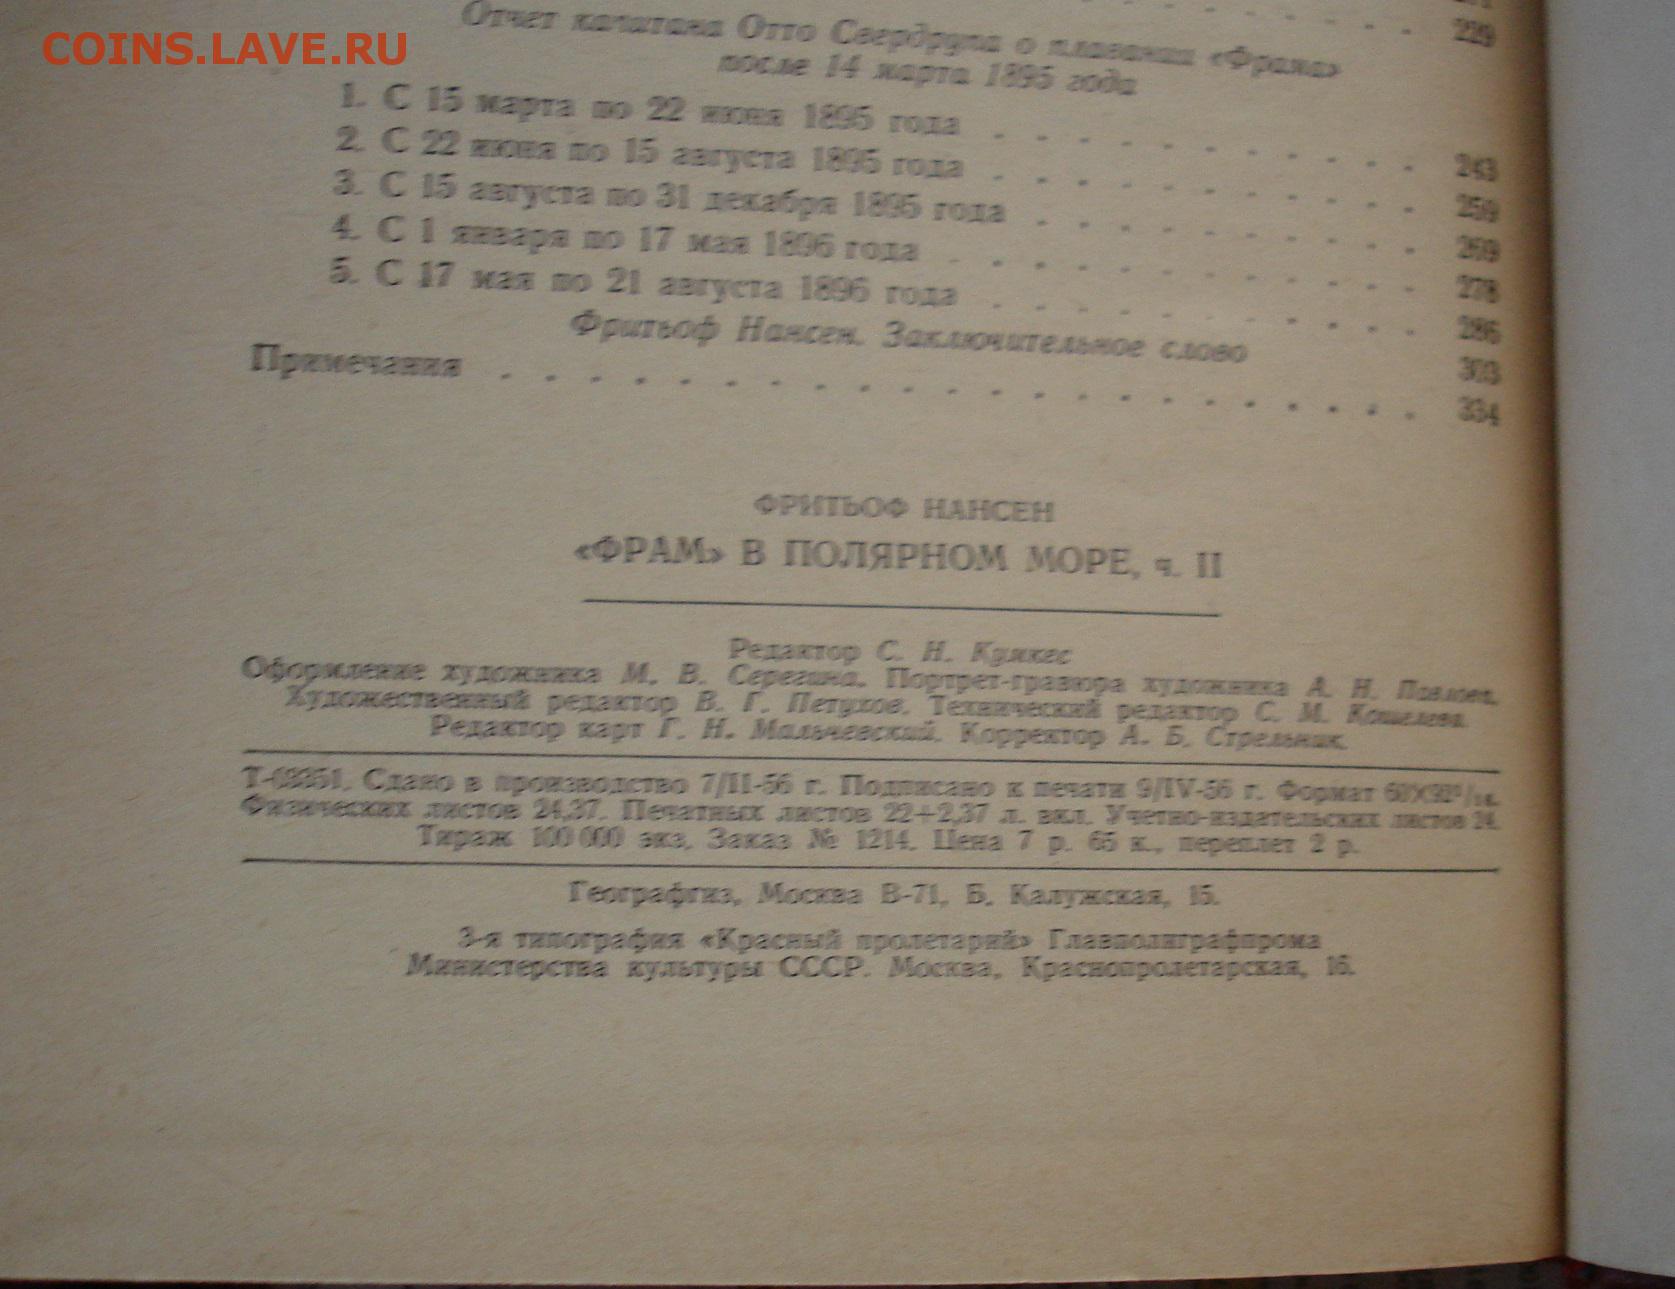 COINS.LAVE.RU
229
Отчет капитана Отто Свердрупа о плавании «Фрама»
после 14 марта 1895 года
1. С 15 марта по 22 июня 1895 года . . . . . . . . . . . 243
2. С 22 июня по 15 августа 1895 года . . . . . . . . . . . 259
3. С 15 августа по 31 декабря 1895 года . . . . . . . . . . 269
4. С 1 января по 17 мая 1896 года . . . . . . . . . . . . 278
5. С 17 мая по 21 августа 1896 года . . . . . . . . . . . 286
Фритьоф Нансен. Заключительное слово 303
Примечания . . . . . . . . . . . . . . . . . . . . . 334
ФРИТЬОФ НАНСЕН
«ФРАМ» В ПОЛЯРНОМ МОРЕ, ч. II
Редактор С. Н. Кумкес
Оформление художника М. В. Серегина. Портрет-гравюра художника А. Н. Павлова.
Художественный редактор В. Г. Петухов. Технический редактор С. М. Кошелева.
Редактор карт Г. Н. Мальчевский. Корректор А. Б. Стрельник.
Сдано в производство 7/II-56 г. Подписано к печати 9/IV-56 г. Формат 60×92¹/₁₆.
Физических листов 24,37. Печатных листов 22+2,37 л. вкл. Учетно-издательских листов 24.
Тираж 100 000 экз. Заказ № 1214. Цена 7 р. 65 к., переплет 2 р.
Географгиз, Москва В-71, Б. Калужская, 15.
3-я типография «Красный пролетарий» Главполиграфпрома
Министерства культуры СССР. Москва, Краснопролетарская, 16.